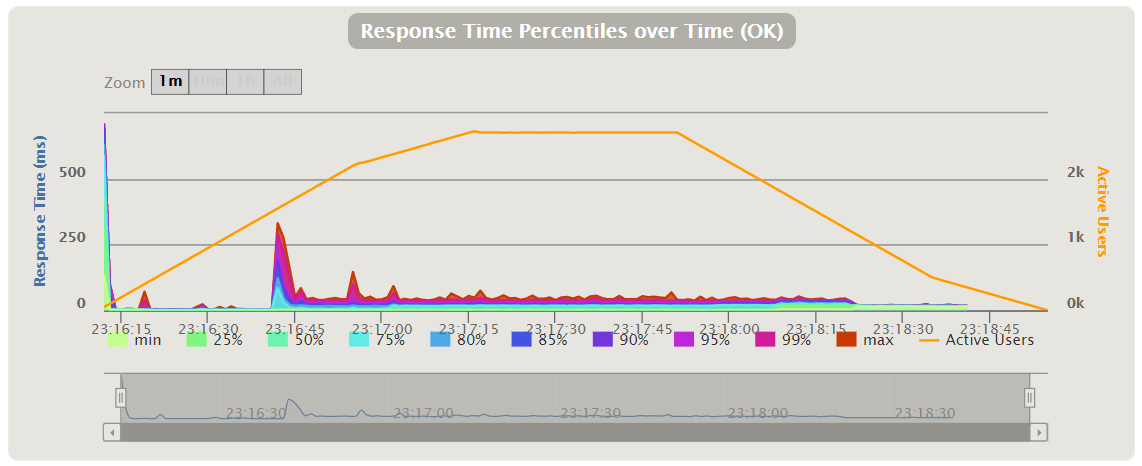 Response Time Percentiles over Time (OK)
Zoom 1m 10m 1h All
Response Time (ms)
500
250
0
2k
1k
0k
Active Users
23:16:15 23:16:30 23:16:45 23:17:00 23:17:15 23:17:30 23:17:45 23:18:00 23:18:15 23:18:30 23:18:45
min 25% 50% 75% 80% 85% 90% 95% 99% max Active Users
23:16:30 23:17:00 23:17:30 23:18:00 23:18:30